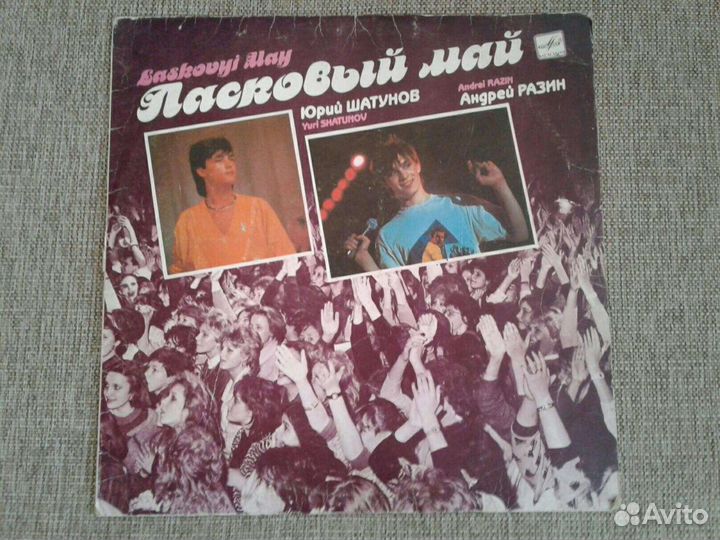 Laskovyi May
Ласковый май
Юрий ШАТУНОВ
Yuri SHATUNOV
Andrei RAZIN
Андрей РАЗИН
Avito